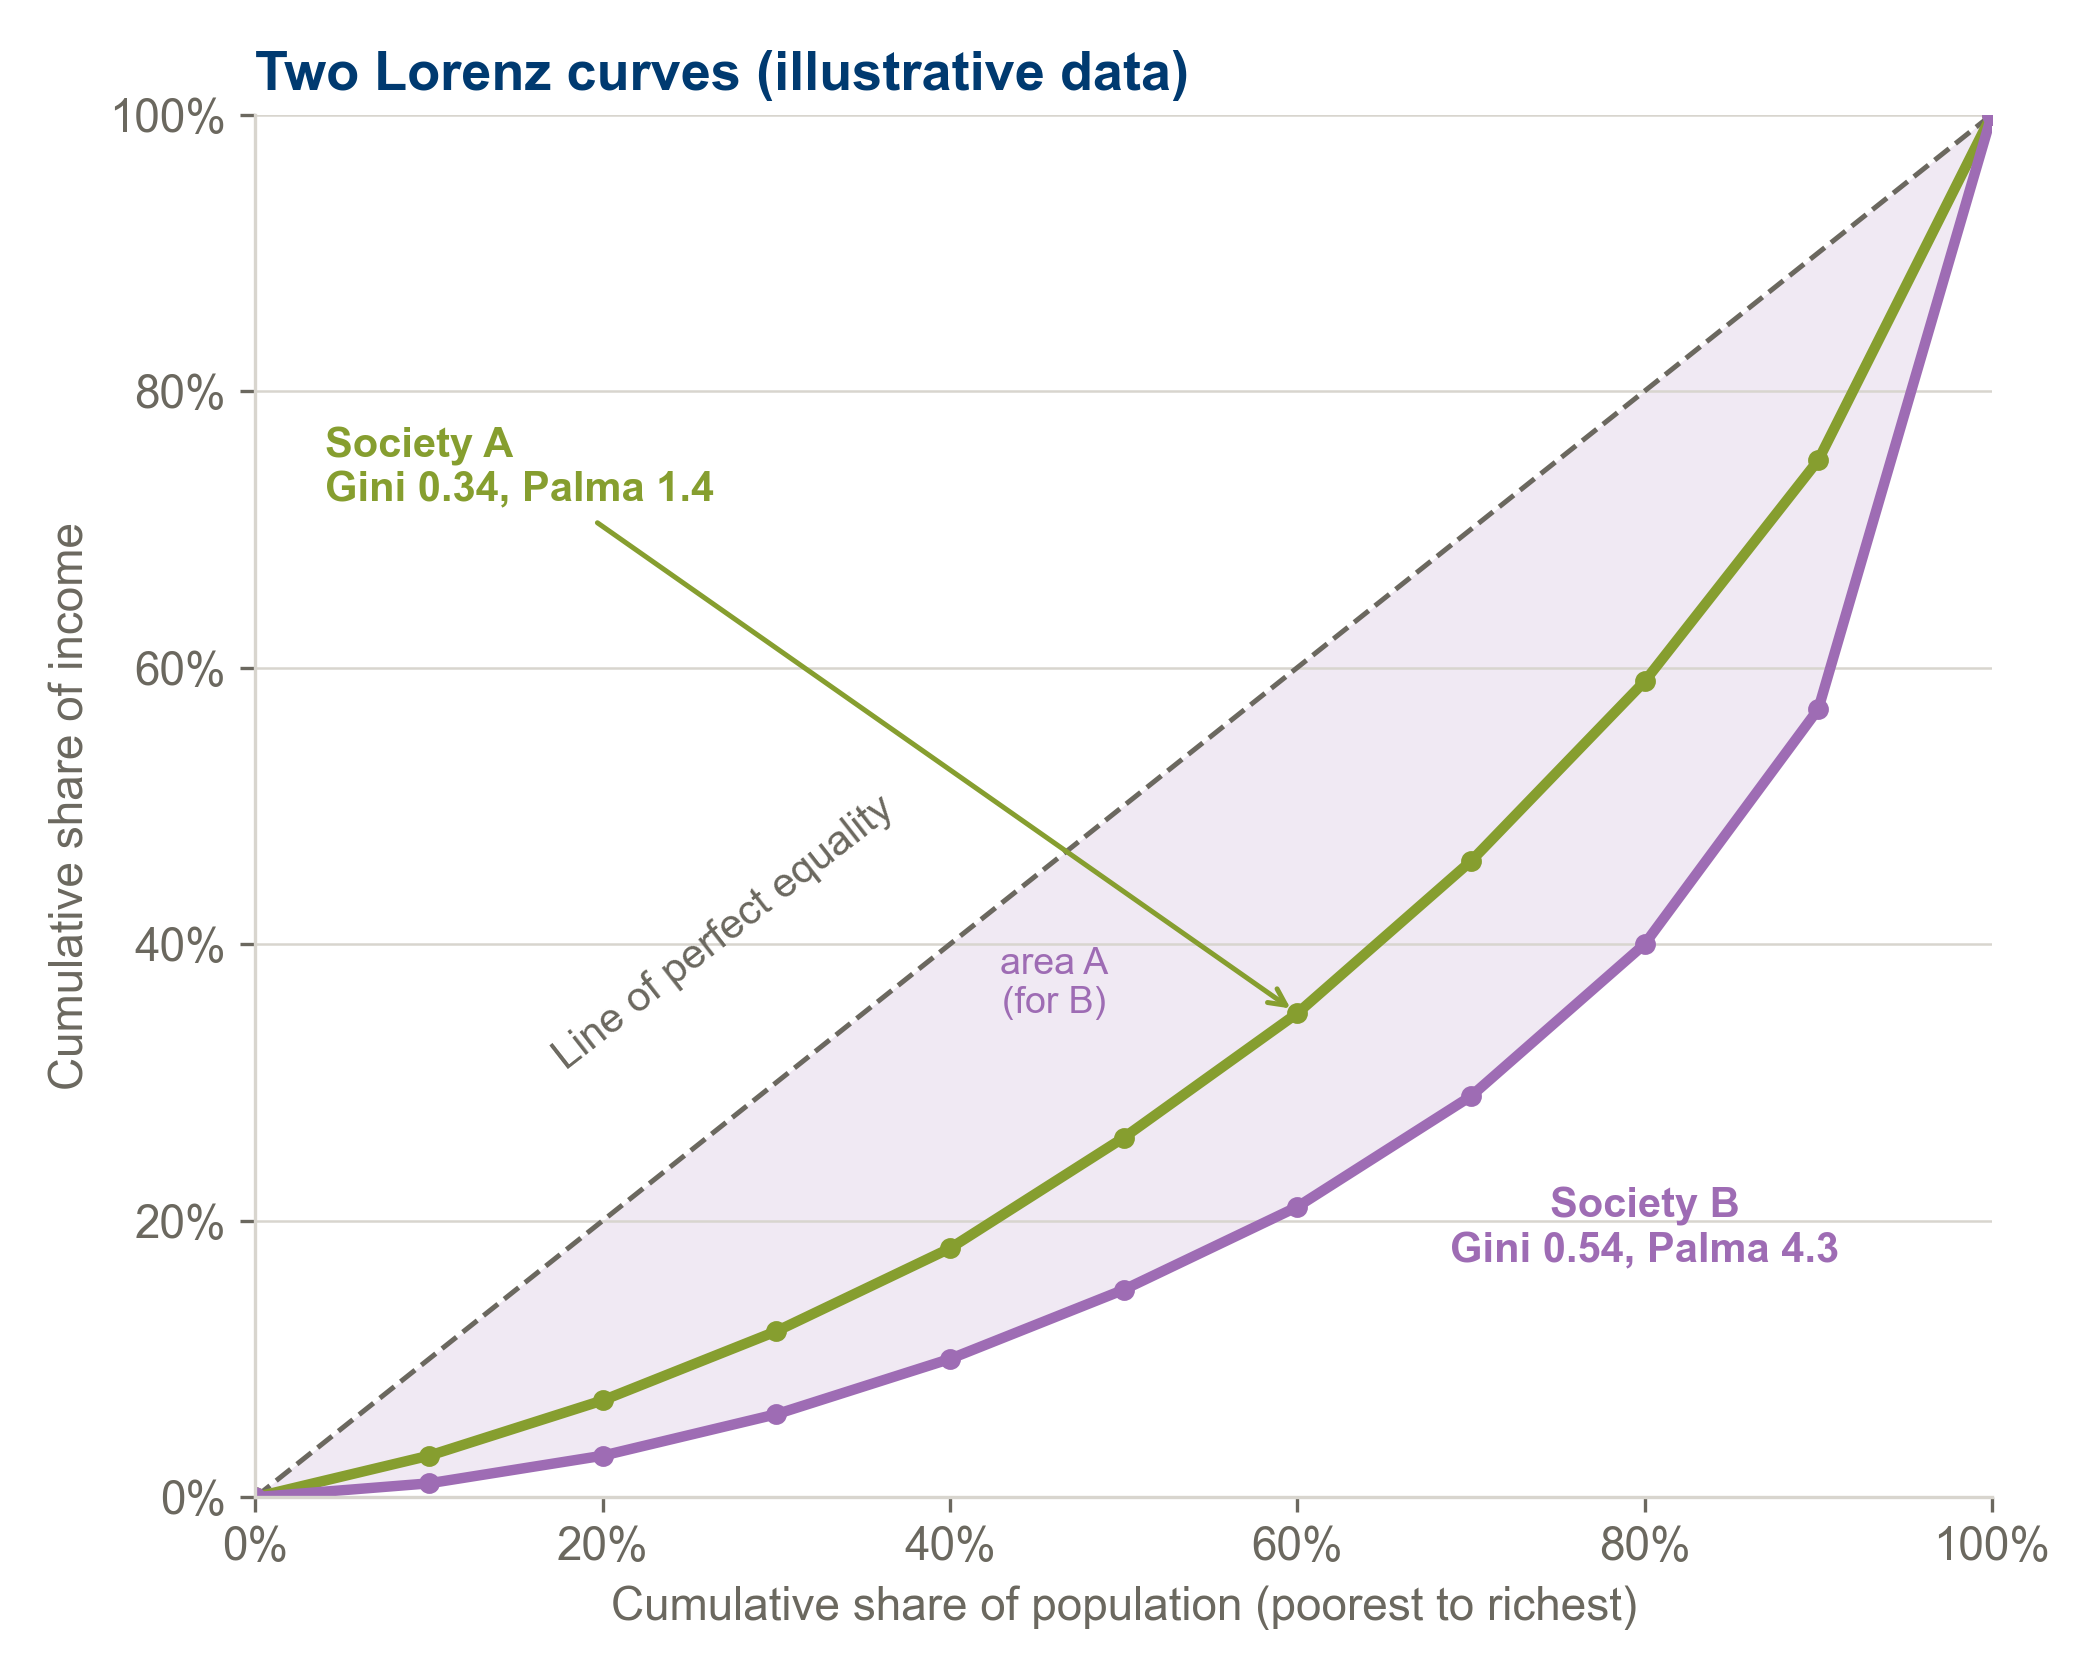 Two Lorenz curves (illustrative data)
100%
80%
60%
40%
20%
0%
Cumulative share of income
Society A
Gini 0.34, Palma 1.4
Line of perfect equality
area A
(for B)
Society B
Gini 0.54, Palma 4.3
0%
20%
40%
60%
80%
100%
Cumulative share of population (poorest to richest)